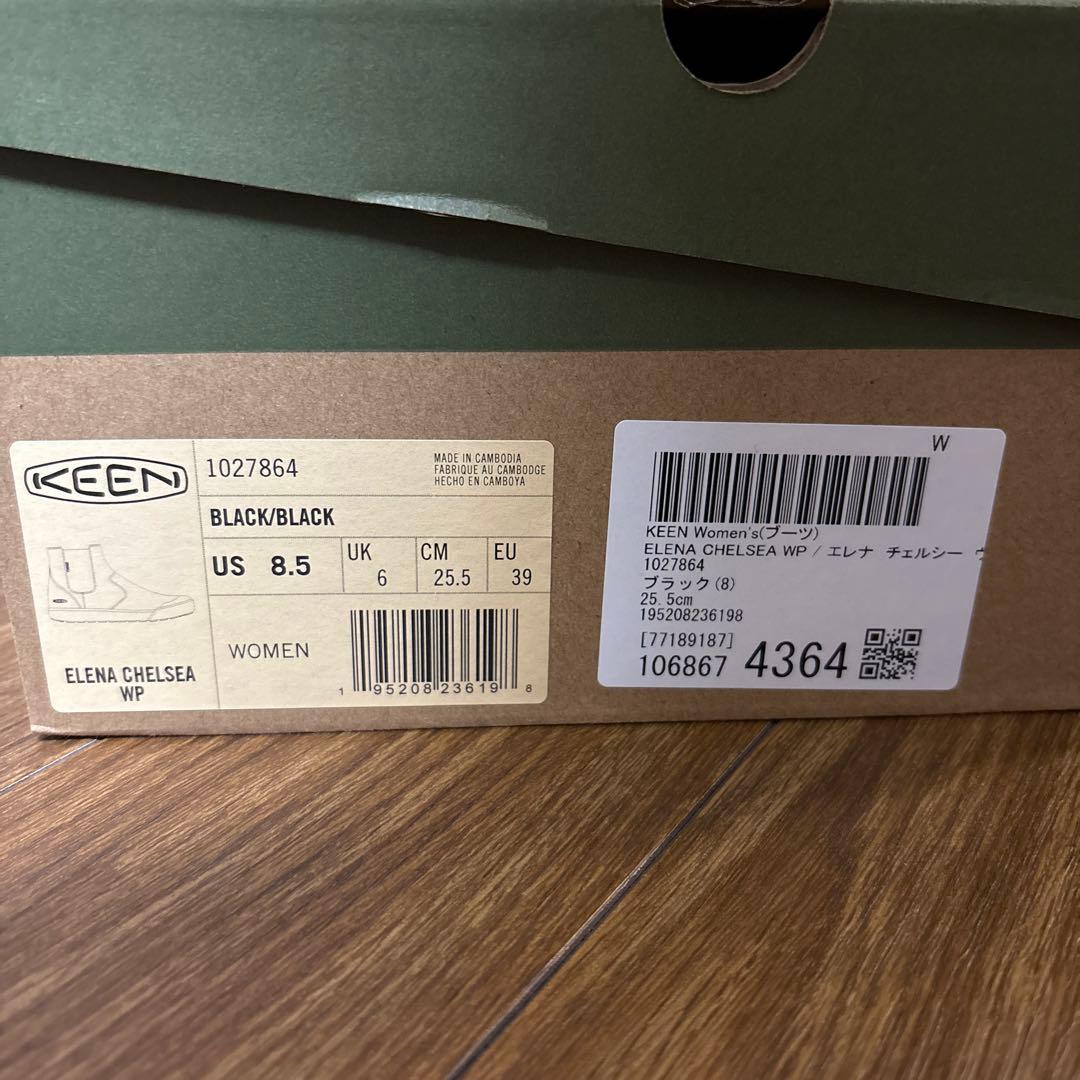 KEEN
1027864
MADE IN CAMBODIA
FABRIQUE AU CAMBODGE
HECHO EN CAMBOYA
BLACK/BLACK
US 8.5
UK 6
CM 25.5
EU 39
WOMEN
1 95208 23619 8
ELENA CHELSEA
WP
W
KEEN Women's(ブーツ)
ELENA CHELSEA WP / エレナ チェルシー
1027864
ブラック(8)
25.5cm
195208236198
[77189187]
106867 4364